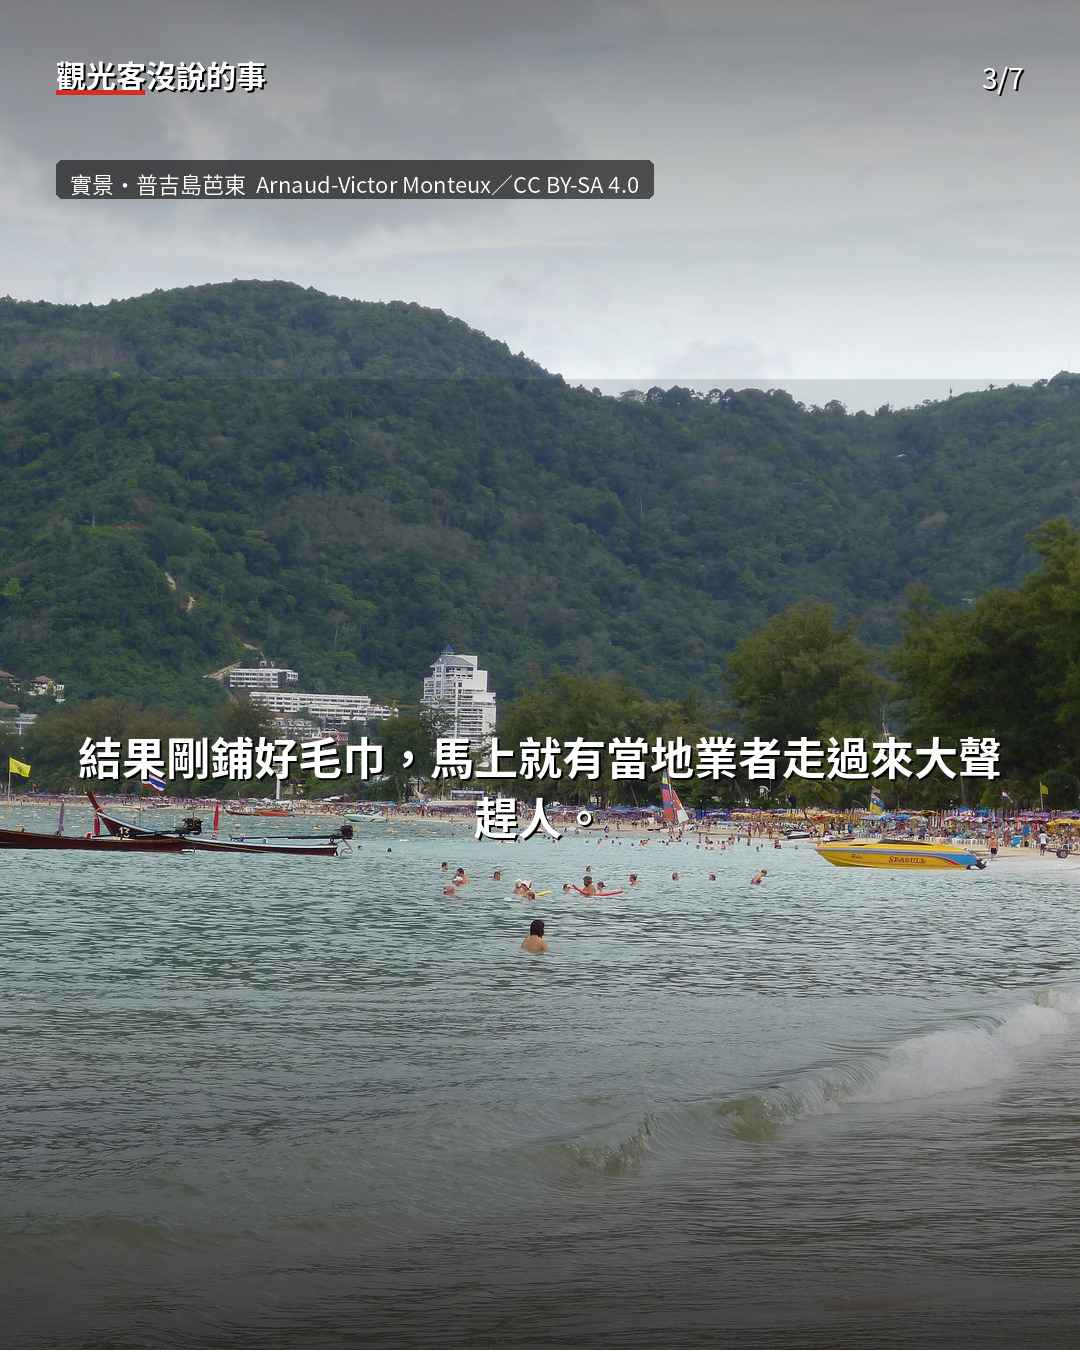 觀光客沒說的事
3/7
實景・普吉島芭東 Arnaud-Victor Monteux／CC BY-SA 4.0
結果剛鋪好毛巾，馬上就有當地業者走過來大聲
趕人。
SEAGULL